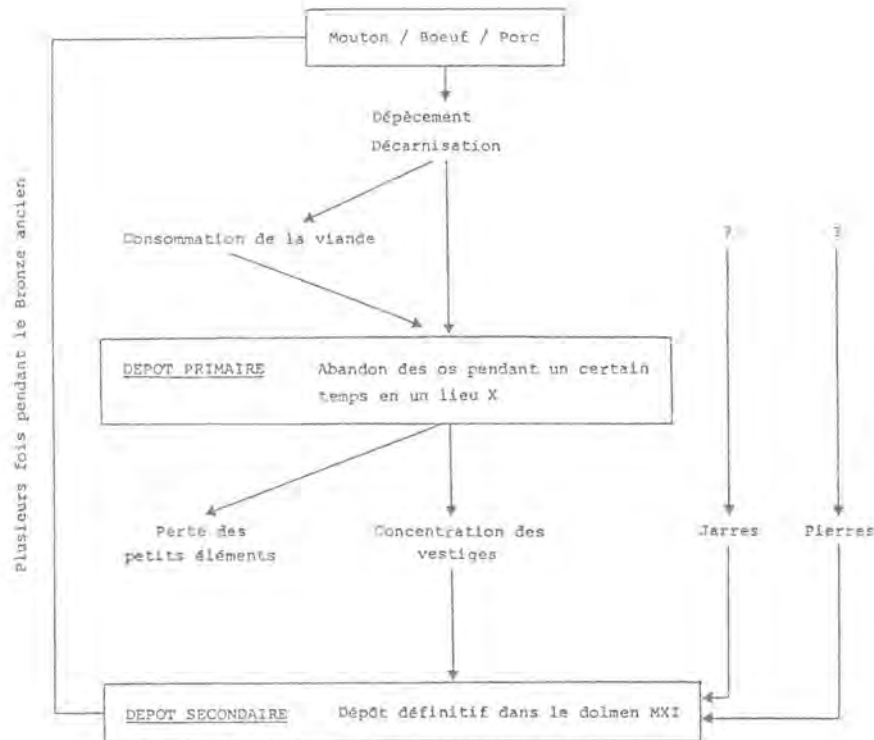 Mouton / Boeuf / Porc
Dépècement
Décarnisation
Consommation de la viande
?
?
DEPOT PRIMAIRE Abandon des os pendant un certain
temps en un lieu X
Plusieurs fois pendant le Bronze ancien
Perte des
petits éléments
Concentration des
vestiges
Jarres
Pierres
DEPOT SECONDAIRE Dépôt définitif dans le dolmen MXI